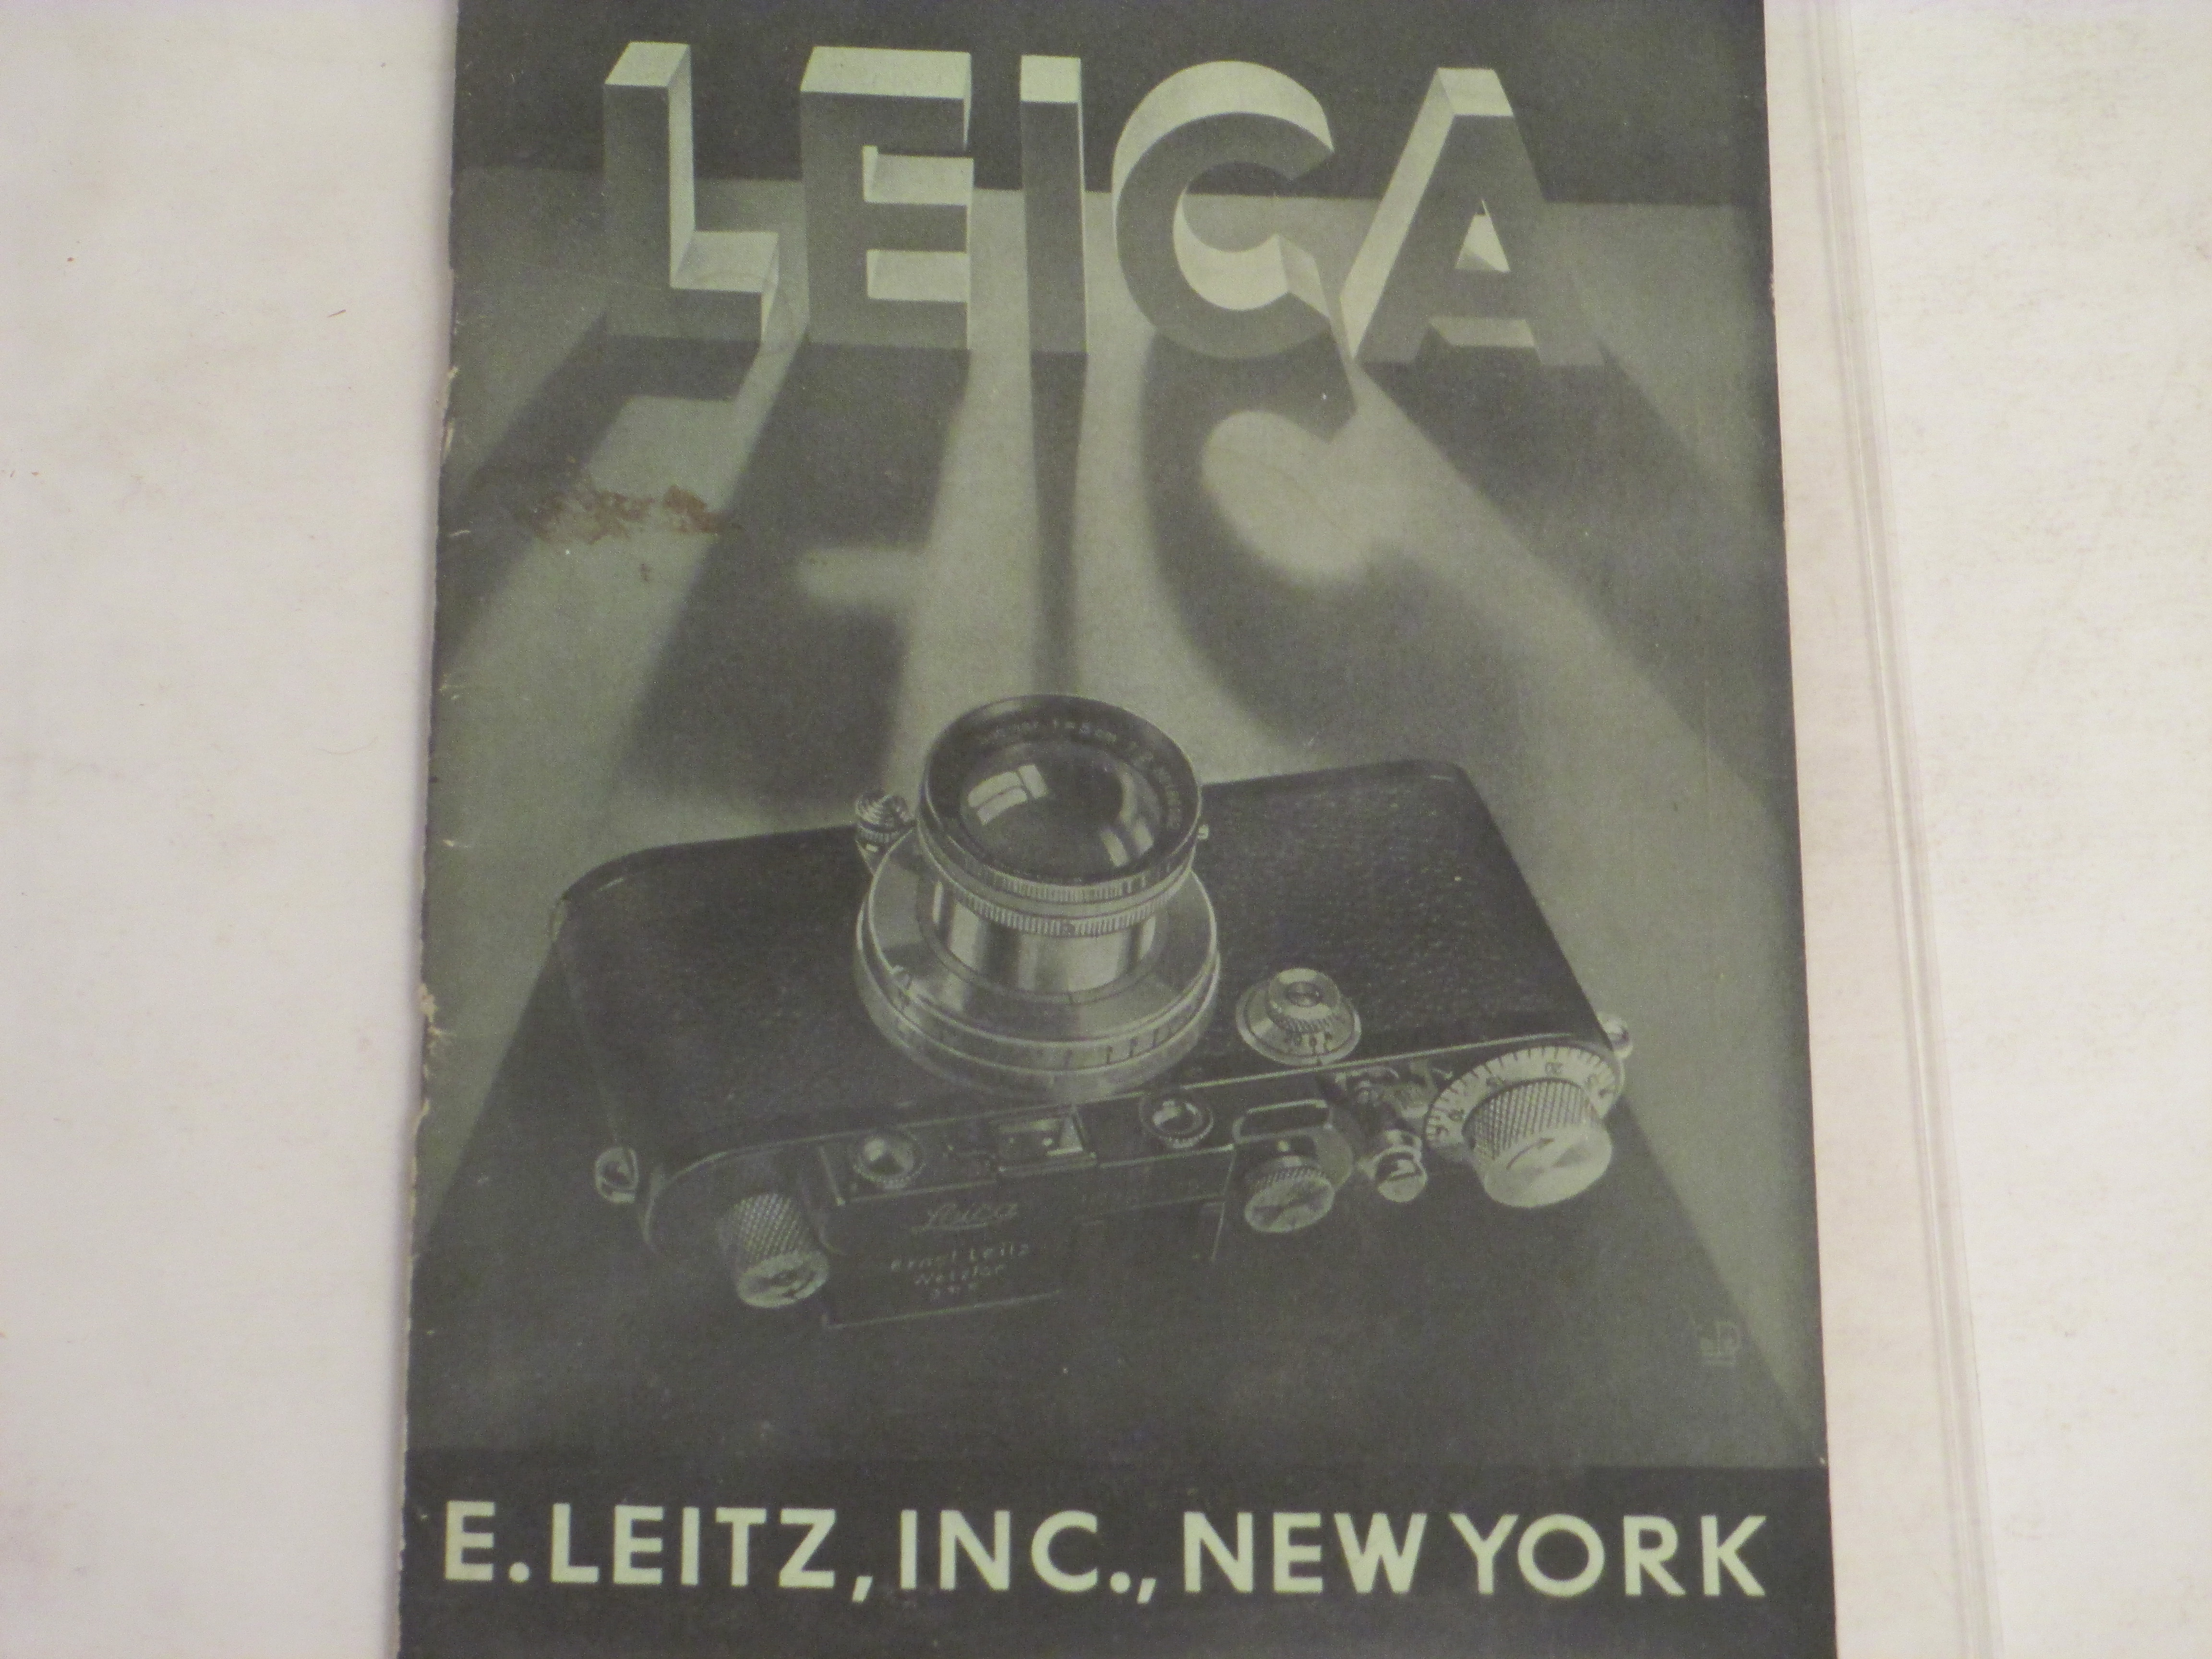 LEICA
Leica
Ernst Leitz
Wetzlar
D.R.P.
E. LEITZ, INC., NEW YORK